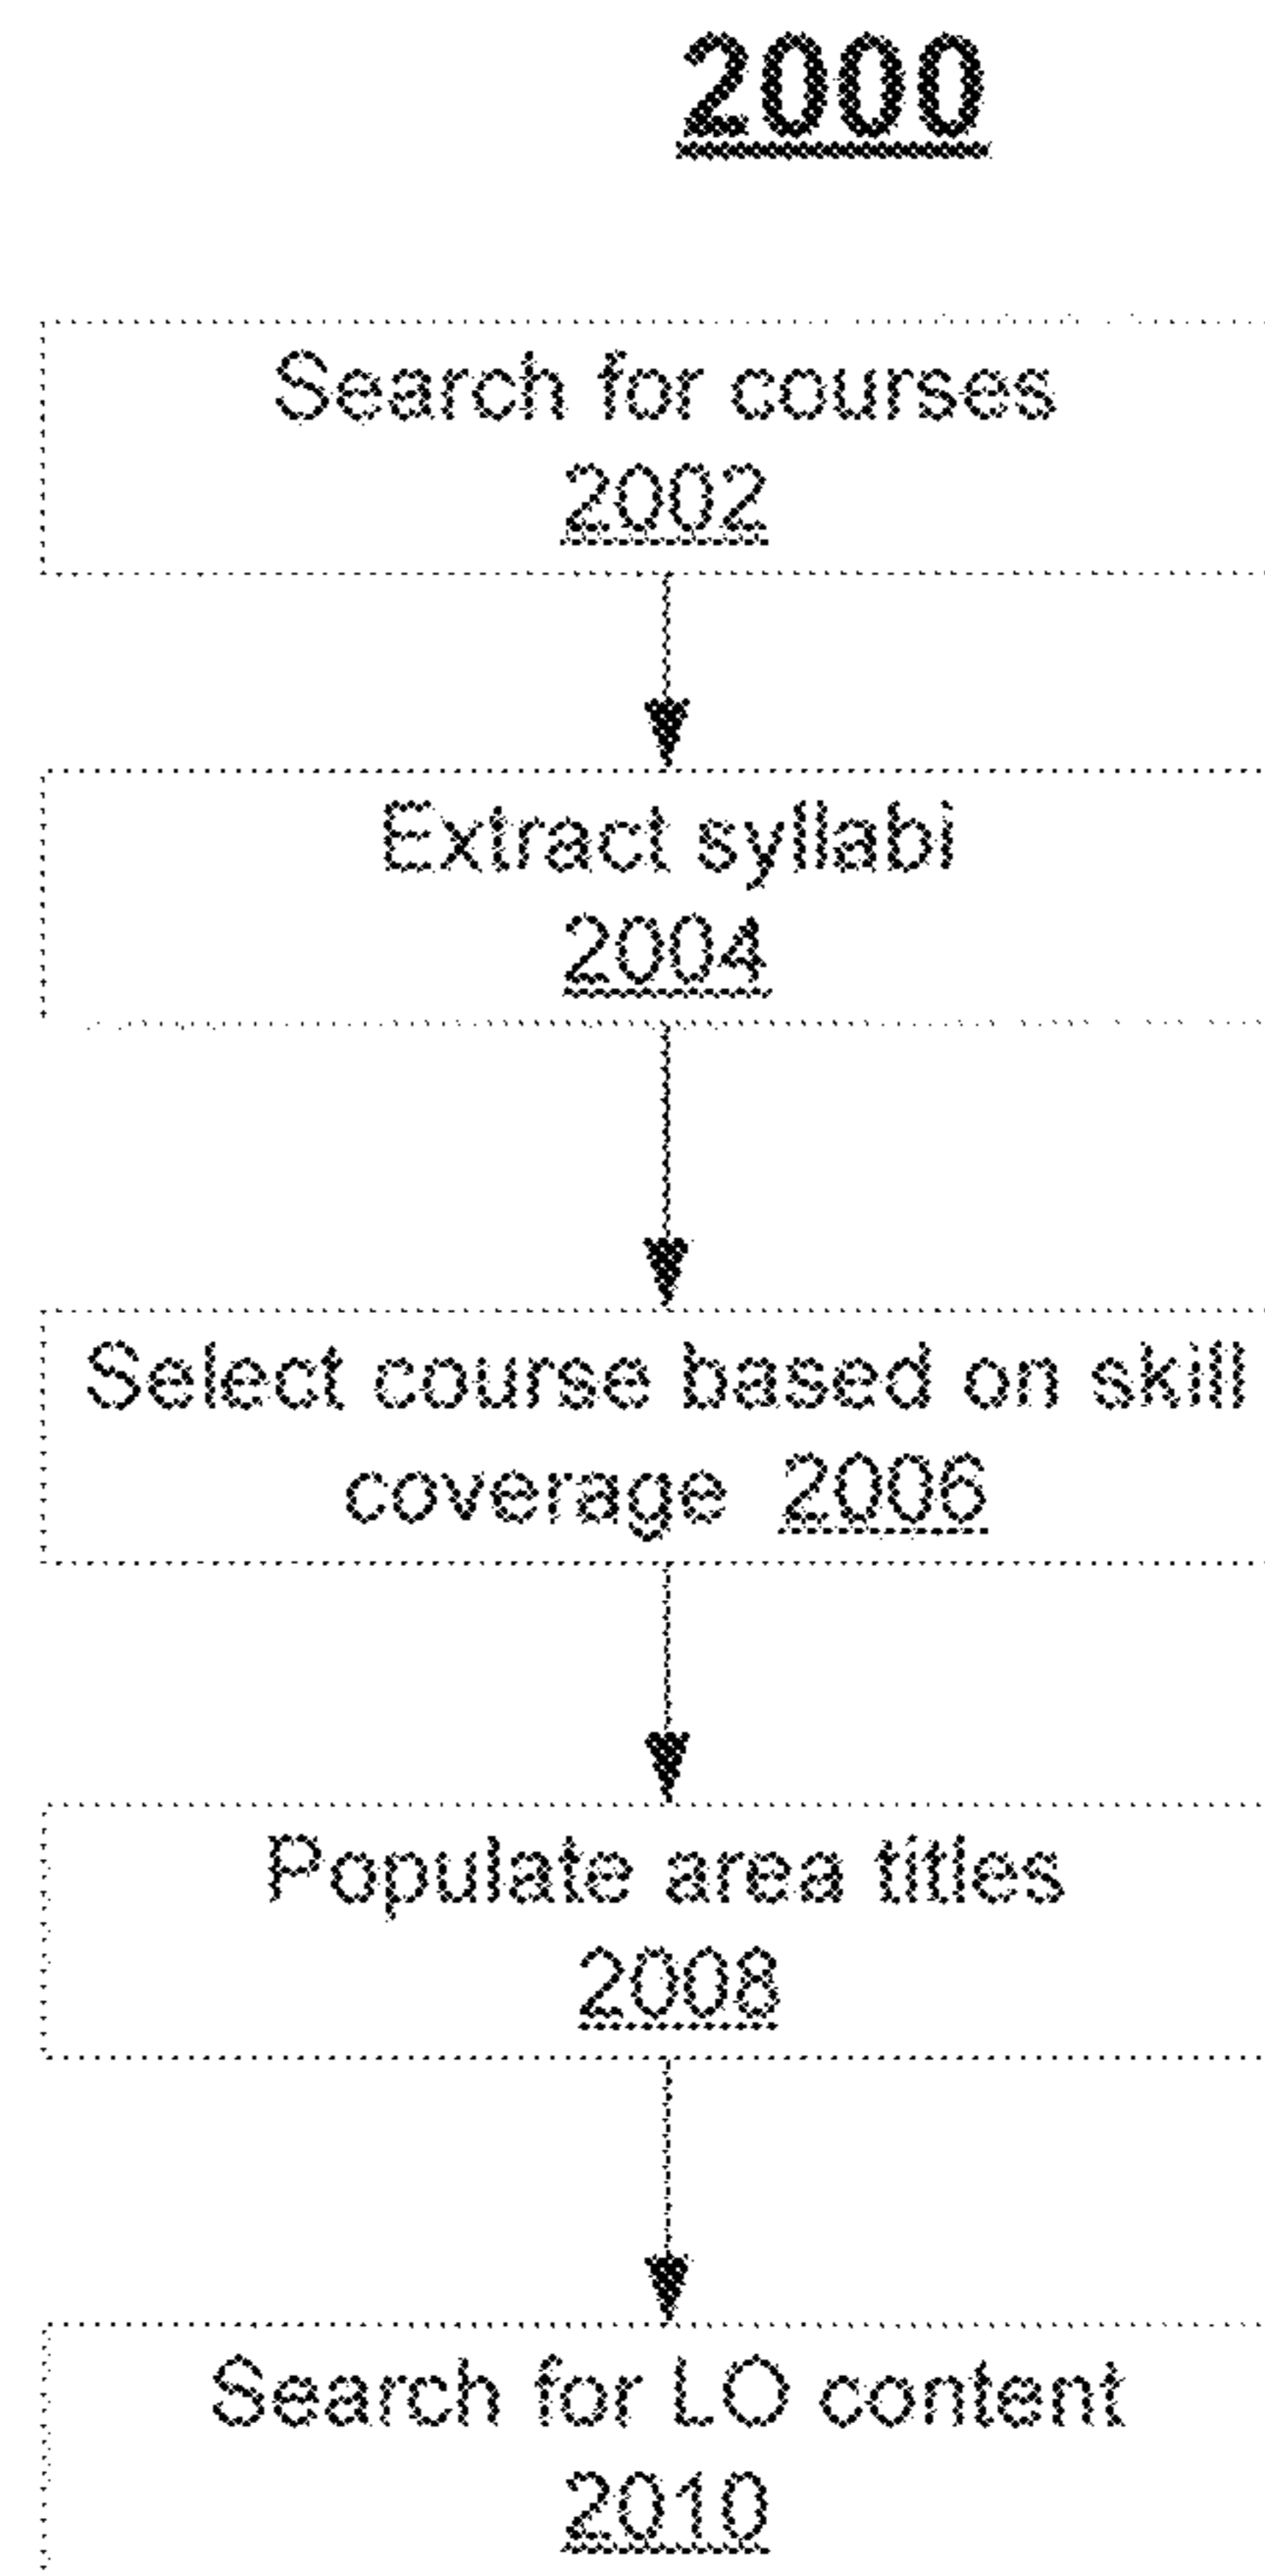 2000
Search for courses
2002
Extract syllabi
2004
Select course based on skill
coverage 2006
Populate area titles
2008
Search for LO content
2010